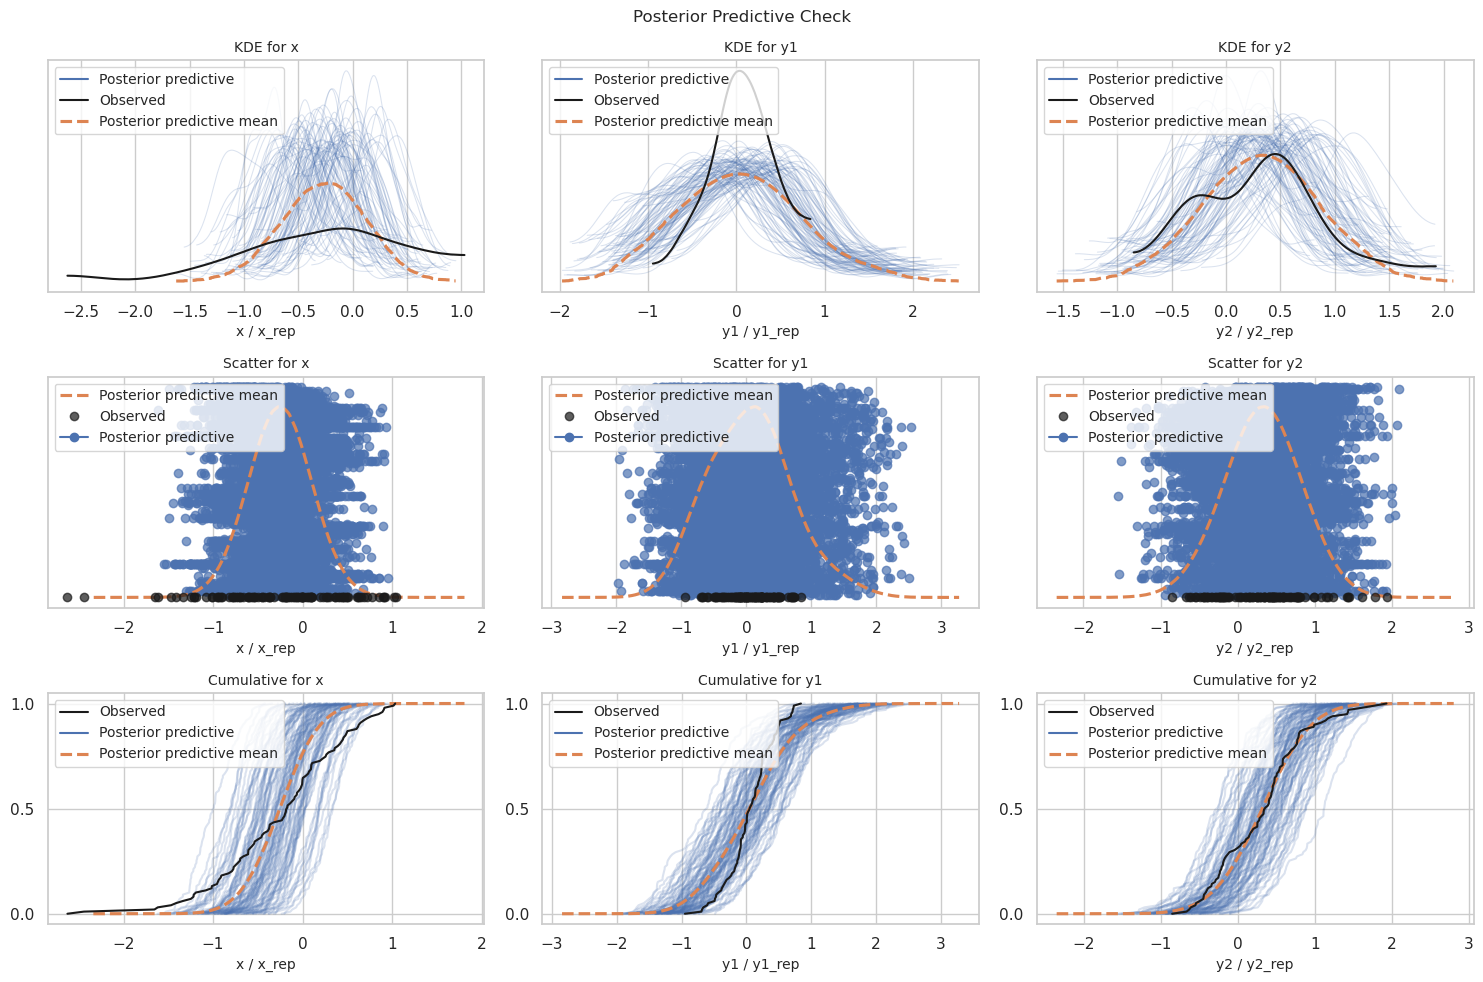 Posterior Predictive Check
KDE for x
Posterior predictive
Observed
Posterior predictive mean
−2.5 −2.0 −1.5 −1.0 −0.5 0.0 0.5 1.0
x / x_rep
KDE for y1
Posterior predictive
Observed
Posterior predictive mean
−2 −1 0 1 2
y1 / y1_rep
KDE for y2
Posterior predictive
Observed
Posterior predictive mean
−1.5 −1.0 −0.5 0.0 0.5 1.0 1.5 2.0
y2 / y2_rep
Scatter for x
Posterior predictive mean
Observed
Posterior predictive
−2 −1 0 1 2
x / x_rep
Scatter for y1
Posterior predictive mean
Observed
Posterior predictive
−3 −2 −1 0 1 2 3
y1 / y1_rep
Scatter for y2
Posterior predictive mean
Observed
Posterior predictive
−2 −1 0 1 2 3
y2 / y2_rep
Cumulative for x
Observed
Posterior predictive
Posterior predictive mean
1.0
0.5
0.0
−2 −1 0 1 2
x / x_rep
Cumulative for y1
Observed
Posterior predictive
Posterior predictive mean
1.0
0.5
0.0
−3 −2 −1 0 1 2 3
y1 / y1_rep
Cumulative for y2
Observed
Posterior predictive
Posterior predictive mean
1.0
0.5
0.0
−2 −1 0 1 2 3
y2 / y2_rep